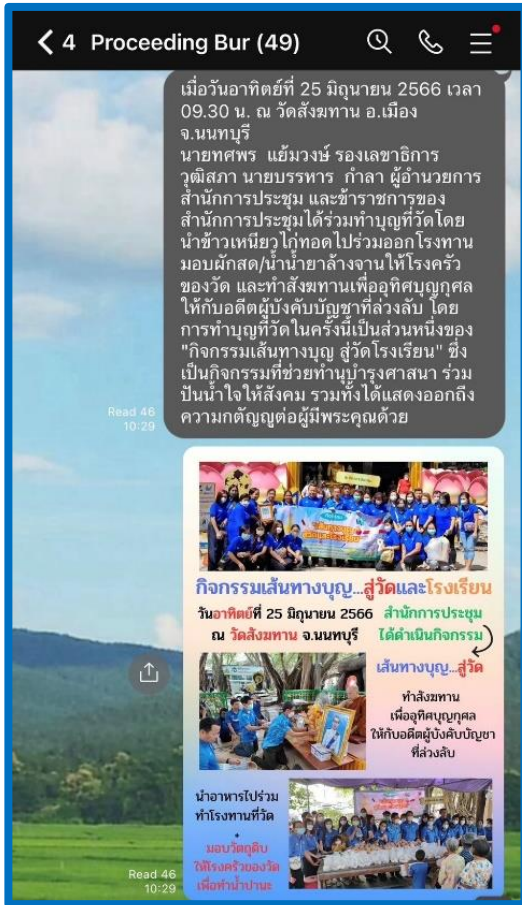 4 Proceeding Bur (49)
เมื่อวันอาทิตย์ที่ 25 มิถุนายน 2566 เวลา
09.30 น. ณ วัดสังฆทาน อ.เมือง
จ.นนทบุรี
นายทศพร แย้มวงษ์ รองเลขาธิการ
วุฒิสภา นายบรรหาร กำลา ผู้อำนวยการ
สำนักการประชุม และข้าราชการของ
สำนักการประชุมได้ร่วมทำบุญที่วัดโดย
นำข้าวเหนียวไก่ทอดไปร่วมออกโรงทาน
มอบผักสด/น้ำน้ำยาล้างจานให้โรงครัว
ของวัด และทำสังฆทานเพื่ออุทิศบุญกุศล
ให้กับอดีตผู้บังคับบัญชาที่ล่วงลับ โดย
การทำบุญที่วัดในครั้งนี้เป็นส่วนหนึ่งของ
"กิจกรรมเส้นทางบุญ สู่วัดโรงเรียน" ซึ่ง
เป็นกิจกรรมที่ช่วยทำนุบำรุงศาสนา ร่วม
ปันน้ำใจให้สังคม รวมทั้งได้แสดงออกถึง
ความกตัญญูต่อผู้มีพระคุณด้วย
Read 46
10:29
กิจกรรมเส้นทางบุญ...สู่วัดและโรงเรียน
วันอาทิตย์ที่ 25 มิถุนายน 2566
ณ วัดสังฆทาน จ.นนทบุรี
สำนักการประชุม
ได้ดำเนินกิจกรรม
เส้นทางบุญ...สู่วัด
ทำสังฆทาน
เพื่ออุทิศบุญกุศล
ให้กับอดีตผู้บังคับบัญชา
ที่ล่วงลับ
นำอาหารไปร่วม
ทำโรงทานที่วัด
+
มอบวัตถุดิบ
ให้โรงครัวของวัด
เพื่อทำน้ำปานะ
Read 46
10:29